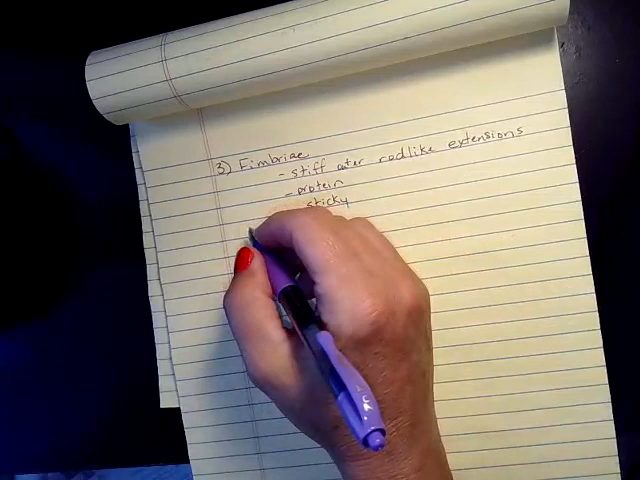 3) Fimbriae
- stiff outer rodlike extensions
- protein
sticky